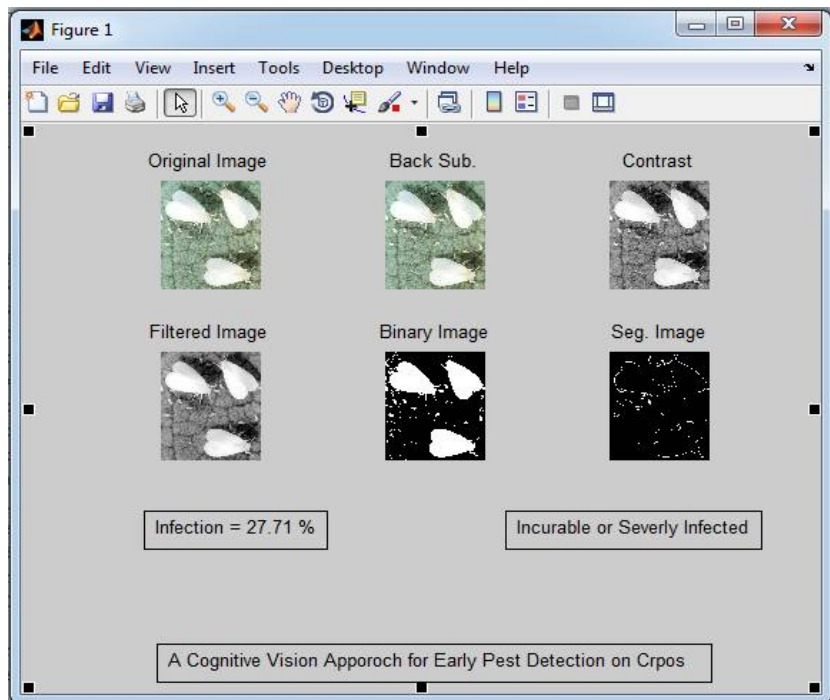 Figure 1
File Edit View Insert Tools Desktop Window Help
Original Image Back Sub. Contrast
Filtered Image Binary Image Seg. Image
Infection = 27.71 % Incurable or Severly Infected
A Cognitive Vision Apporoch for Early Pest Detection on Crpos